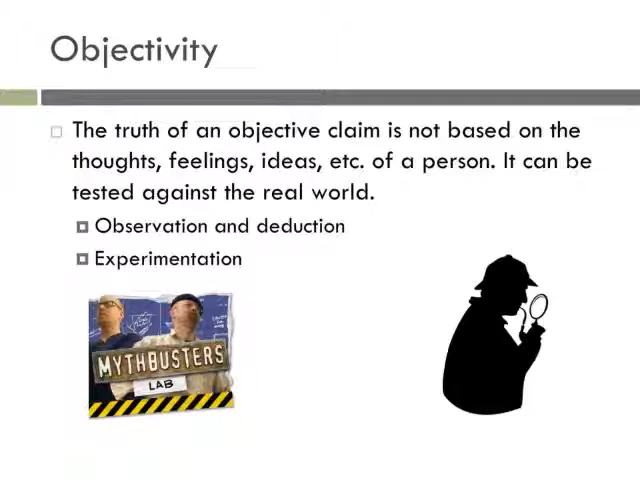 Objectivity
The truth of an objective claim is not based on the
thoughts, feelings, ideas, etc. of a person. It can be
tested against the real world.
Observation and deduction
Experimentation
MYTHBUSTERS
LAB